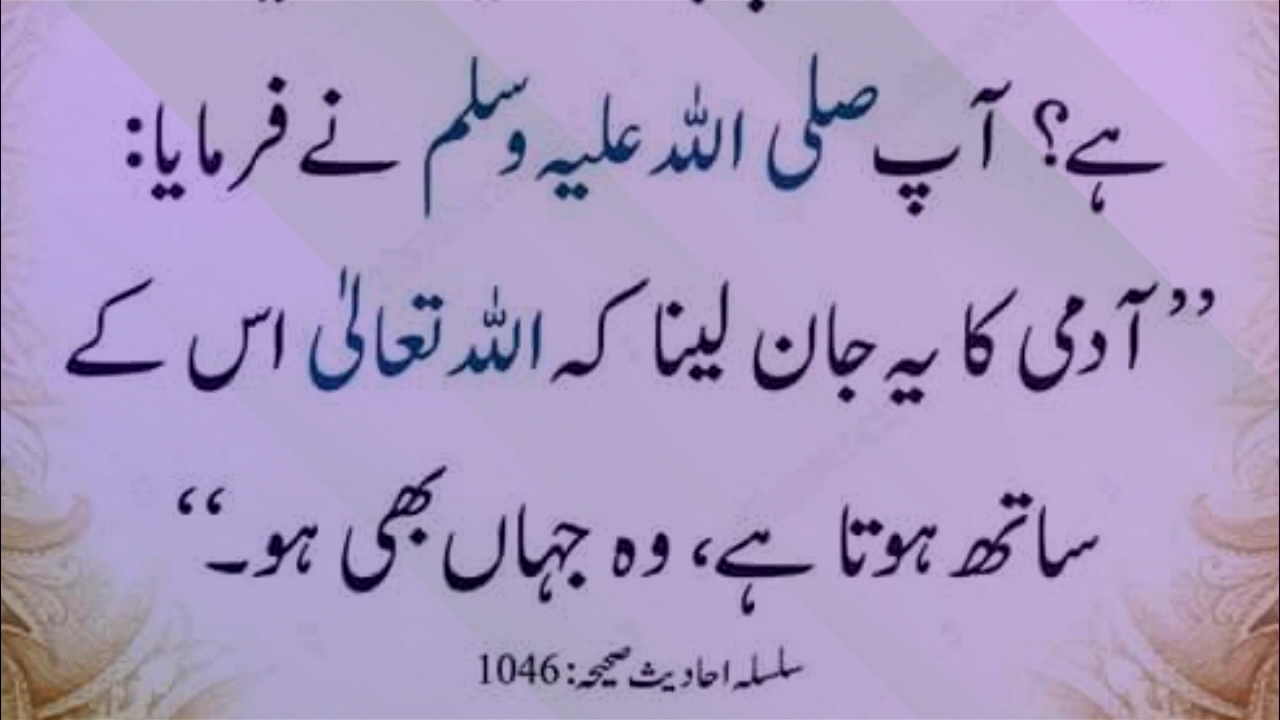 ہے؟ آپ صلی اللہ علیہ وسلم نے فرمایا:
”آدمی کا یہ جان لینا کہ اللہ تعالیٰ اس کے
ساتھ ہوتا ہے، وہ جہاں بھی ہو۔“
سلسلہ احادیث صحیحہ: 1046